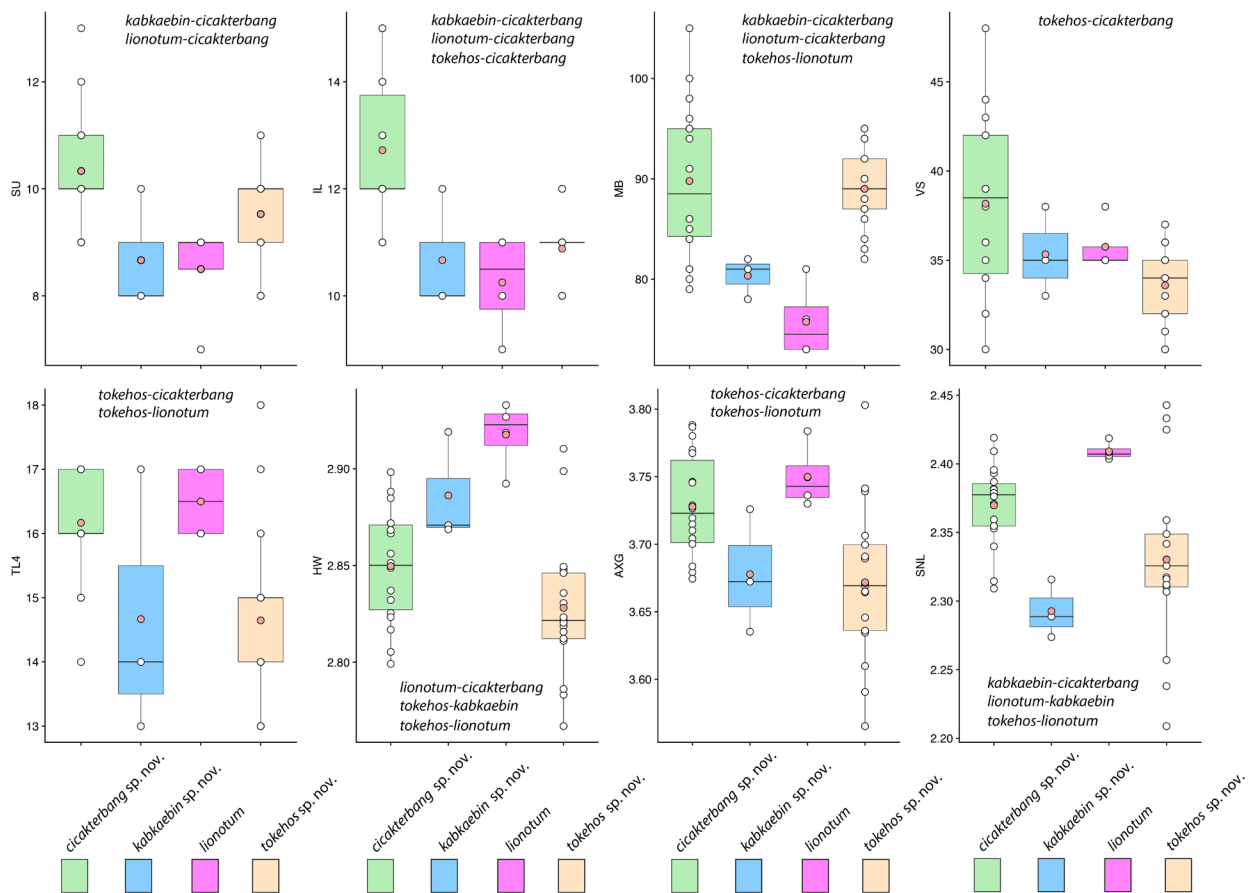 kabkaebin-cicakterbang
lionotum-cicakterbang
SU
12
10
8
kabkaebin-cicakterbang
lionotum-cicakterbang
tokehos-cicakterbang
IL
14
12
10
kabkaebin-cicakterbang
lionotum-cicakterbang
tokehos-lionotum
MB
100
90
80
tokehos-cicakterbang
VS
45
40
35
30
tokehos-cicakterbang
tokehos-lionotum
TL4
18
17
16
15
14
13
HW
2.90
2.85
2.80
lionotum-cicakterbang
tokehos-kabkaebin
tokehos-lionotum
tokehos-cicakterbang
tokehos-lionotum
AXG
3.80
3.75
3.70
3.65
3.60
SNL
2.45
2.40
2.35
2.30
2.25
2.20
kabkaebin-cicakterbang
lionotum-kabkaebin
tokehos-lionotum
cicakterbang sp. nov.
kabkaebin sp. nov.
lionotum
tokehos sp. nov.
cicakterbang sp. nov.
kabkaebin sp. nov.
lionotum
tokehos sp. nov.
cicakterbang sp. nov.
kabkaebin sp. nov.
lionotum
tokehos sp. nov.
cicakterbang sp. nov.
kabkaebin sp. nov.
lionotum
tokehos sp. nov.